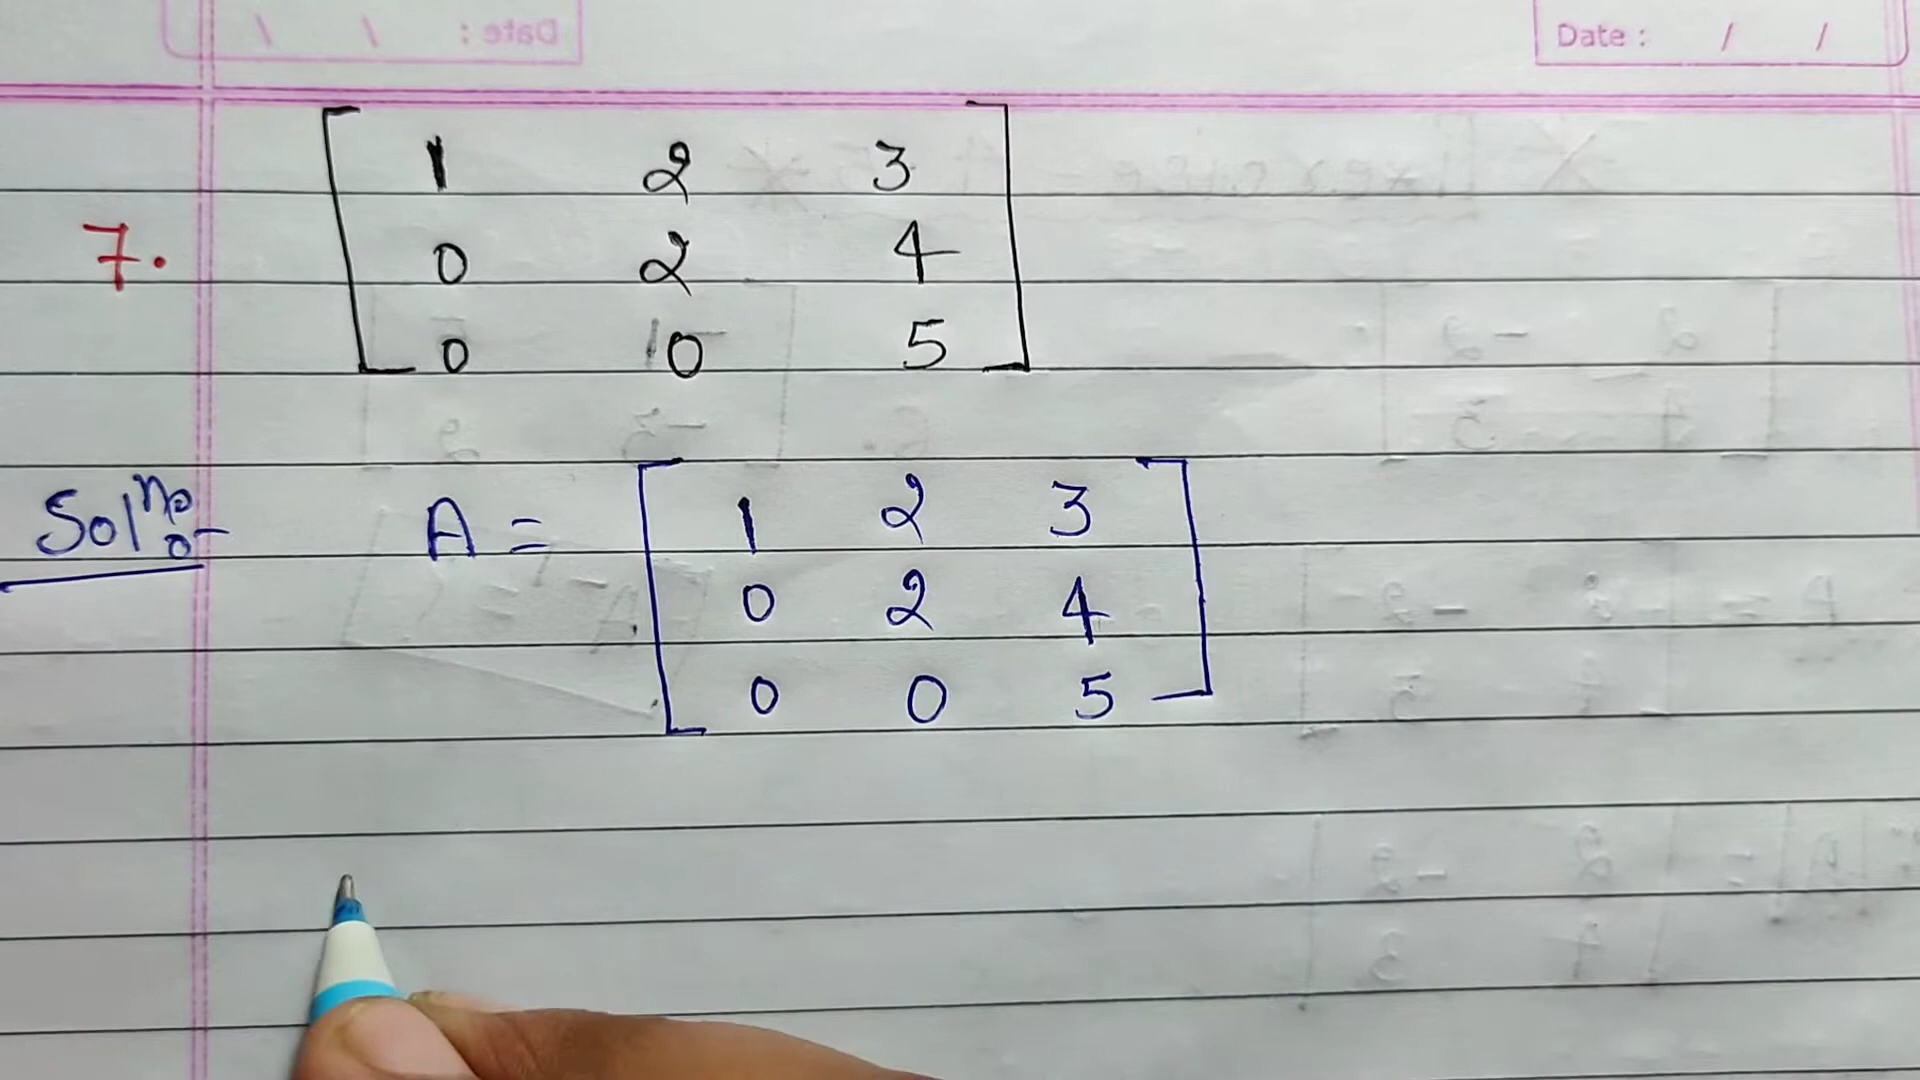 Date : / /
1 2 3
7. 0 2 4
0 0 5
Solⁿ:- A = 1 2 3
0 2 4
0 0 5